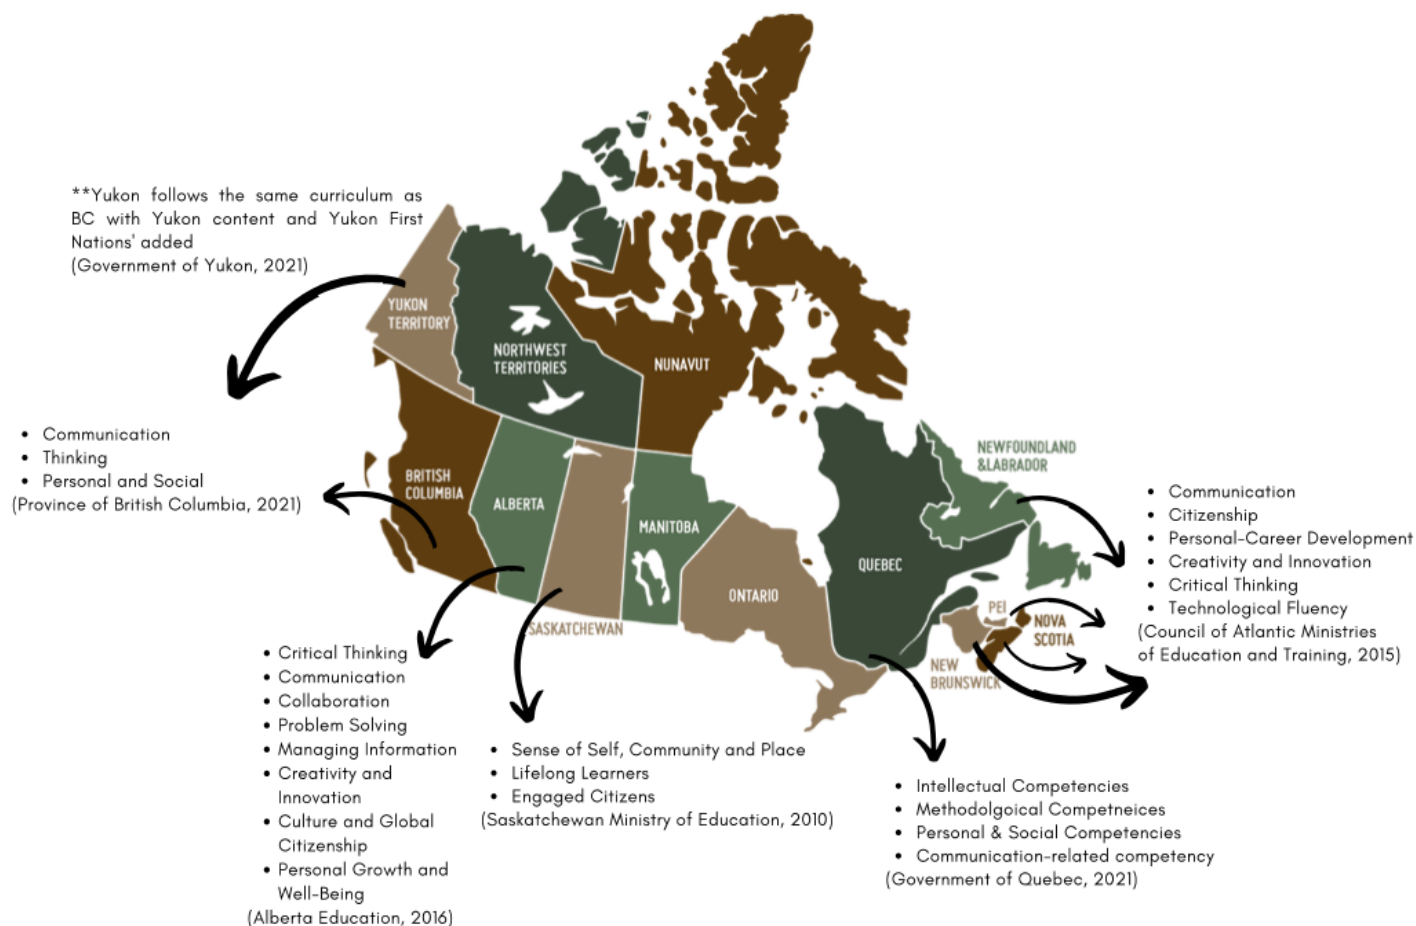 **Yukon follows the same curriculum as
BC with Yukon content and Yukon First
Nations' added
(Government of Yukon, 2021)
YUKON
TERRITORY
NORTHWEST
TERRITORIES
NUNAVUT
• Communication
• Thinking
• Personal and Social
(Province of British Columbia, 2021)
BRITISH
COLUMBIA
ALBERTA
SASKATCHEWAN
MANITOBA
ONTARIO
QUEBEC
NEWFOUNDLAND
&LABRADOR
PEI
NOVA
SCOTIA
NEW
BRUNSWICK
• Communication
• Citizenship
• Personal-Career Development
• Creativity and Innovation
• Critical Thinking
• Technological Fluency
(Council of Atlantic Ministries
of Education and Training, 2015)
• Critical Thinking
• Communication
• Collaboration
• Problem Solving
• Managing Information
• Creativity and
Innovation
• Culture and Global
Citizenship
• Personal Growth and
Well-Being
(Alberta Education, 2016)
• Sense of Self, Community and Place
• Lifelong Learners
• Engaged Citizens
(Saskatchewan Ministry of Education, 2010)
• Intellectual Competencies
• Methodolgoical Competneices
• Personal & Social Competencies
• Communication-related competency
(Government of Quebec, 2021)